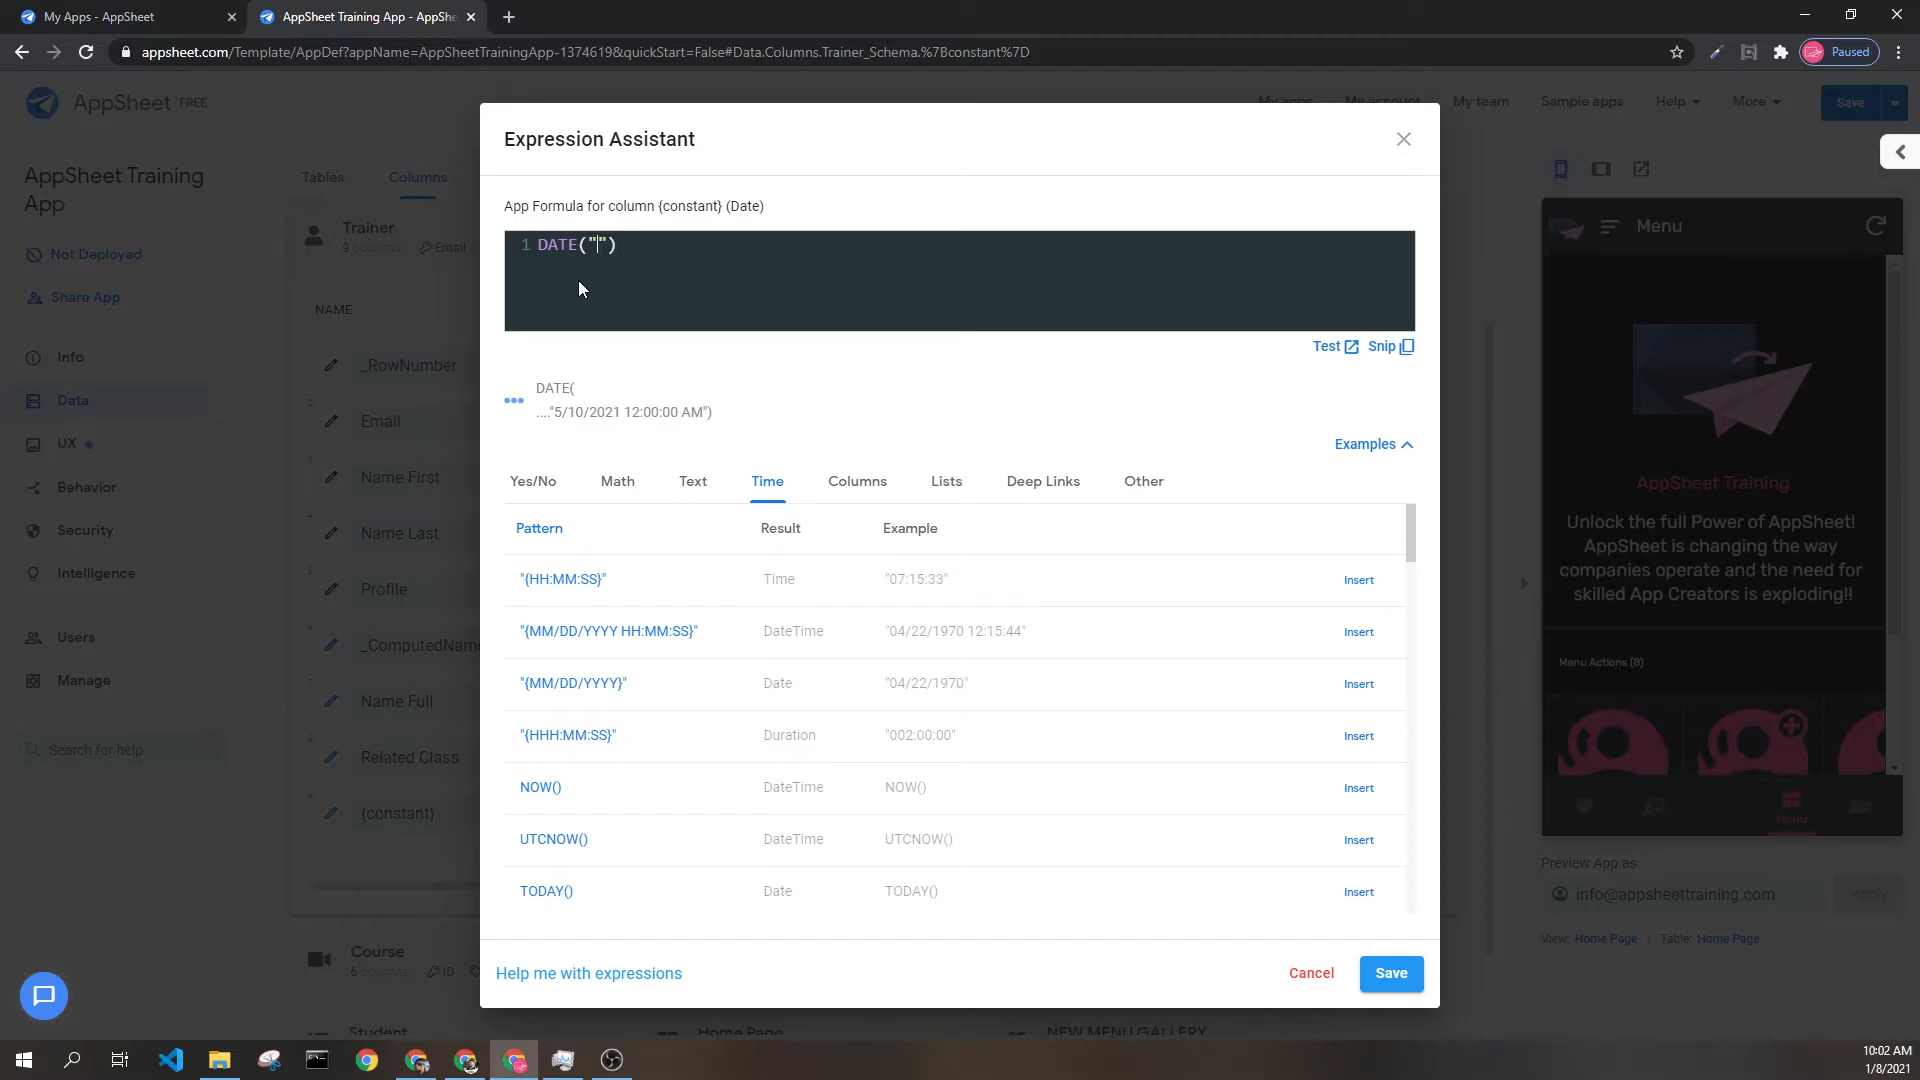 My Apps - AppSheet
AppSheet Training App - AppShe
appsheet.com/Template/AppDef?appName=AppSheetTrainingApp-1374619&quickStart=False#Data.Columns.Trainer_Schema.%7Bconstant%7D
Paused
AppSheet FREE
My apps
My account
My team
Sample apps
Help
More
Save
AppSheet Training
App
Not Deployed
Share App
Info
Data
UX
Behavior
Security
Intelligence
Users
Manage
Search for help
Tables
Columns
Trainer
9 columns
Email
NAME
_RowNumber
Email
Name First
Name Last
Profile
_ComputedNam
Name Full
Related Class
{constant}
Course
6 columns
ID
Student
Home Page
NEW MENU GALLERY
Expression Assistant
App Formula for column {constant} (Date)
1 DATE("")
Test
Snip
DATE(
...."5/10/2021 12:00:00 AM")
Examples
Yes/No
Math
Text
Time
Columns
Lists
Deep Links
Other
Pattern Result Example
"{HH:MM:SS}" Time "07:15:33" Insert
"{MM/DD/YYYY HH:MM:SS}" DateTime "04/22/1970 12:15:44" Insert
"{MM/DD/YYYY}" Date "04/22/1970" Insert
"{HHH:MM:SS}" Duration "002:00:00" Insert
NOW() DateTime NOW() Insert
UTCNOW() DateTime UTCNOW() Insert
TODAY() Date TODAY() Insert
Help me with expressions
Cancel
Save
Menu
AppSheet Training
Unlock the full Power of AppSheet!
AppSheet is changing the way
companies operate and the need for
skilled App Creators is exploding!!
Menu Actions (8)
Menu
Preview App as
info@appsheettraining.com
Apply
View: Home Page | Table: Home Page
10:02 AM
1/8/2021